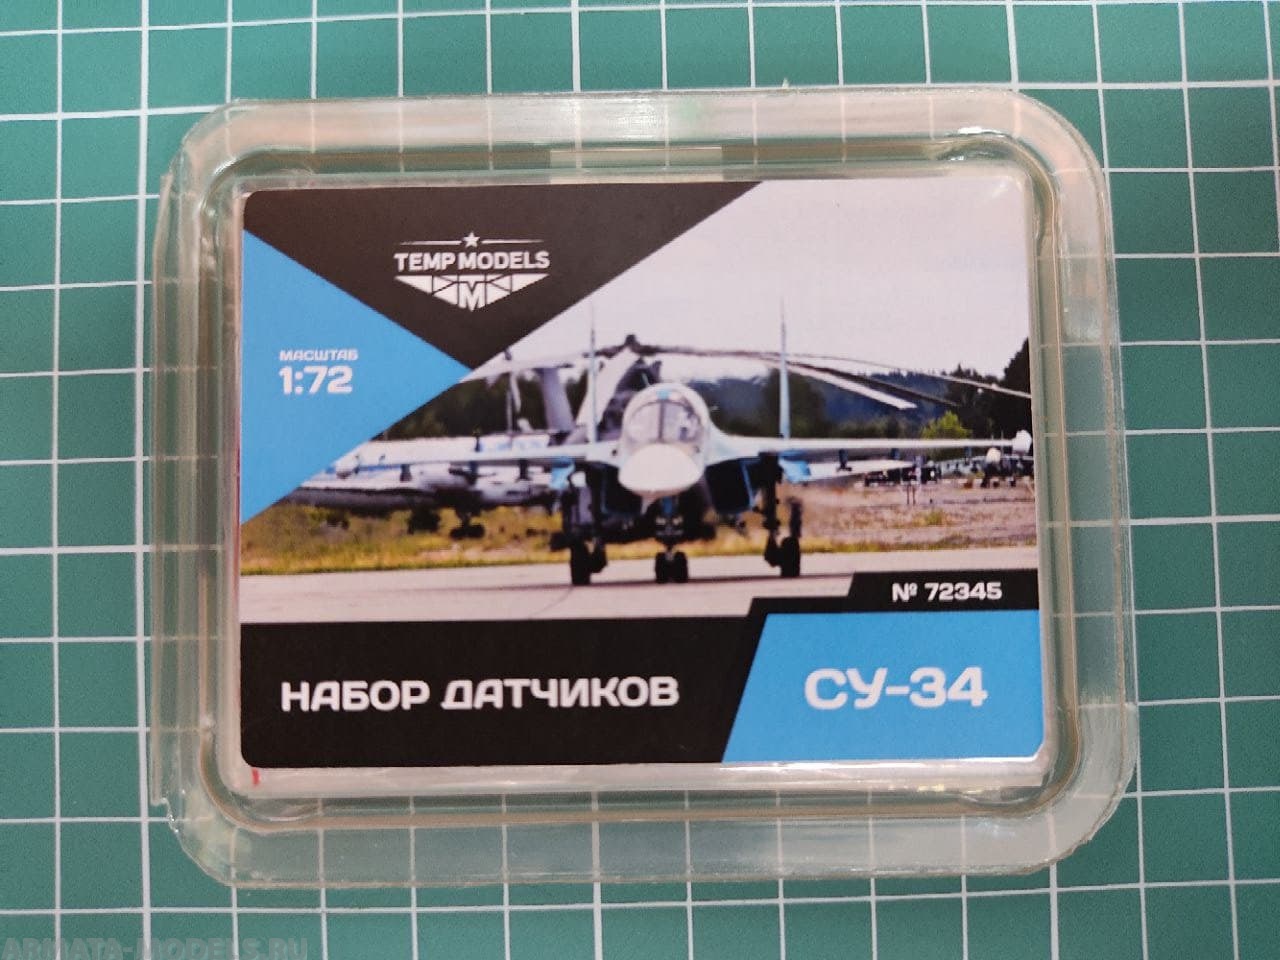 TEMP MODELS
М
МАСШТАБ
1:72
№ 72345
НАБОР ДАТЧИКОВ
СУ-34
ARMATA-MODELS.RU